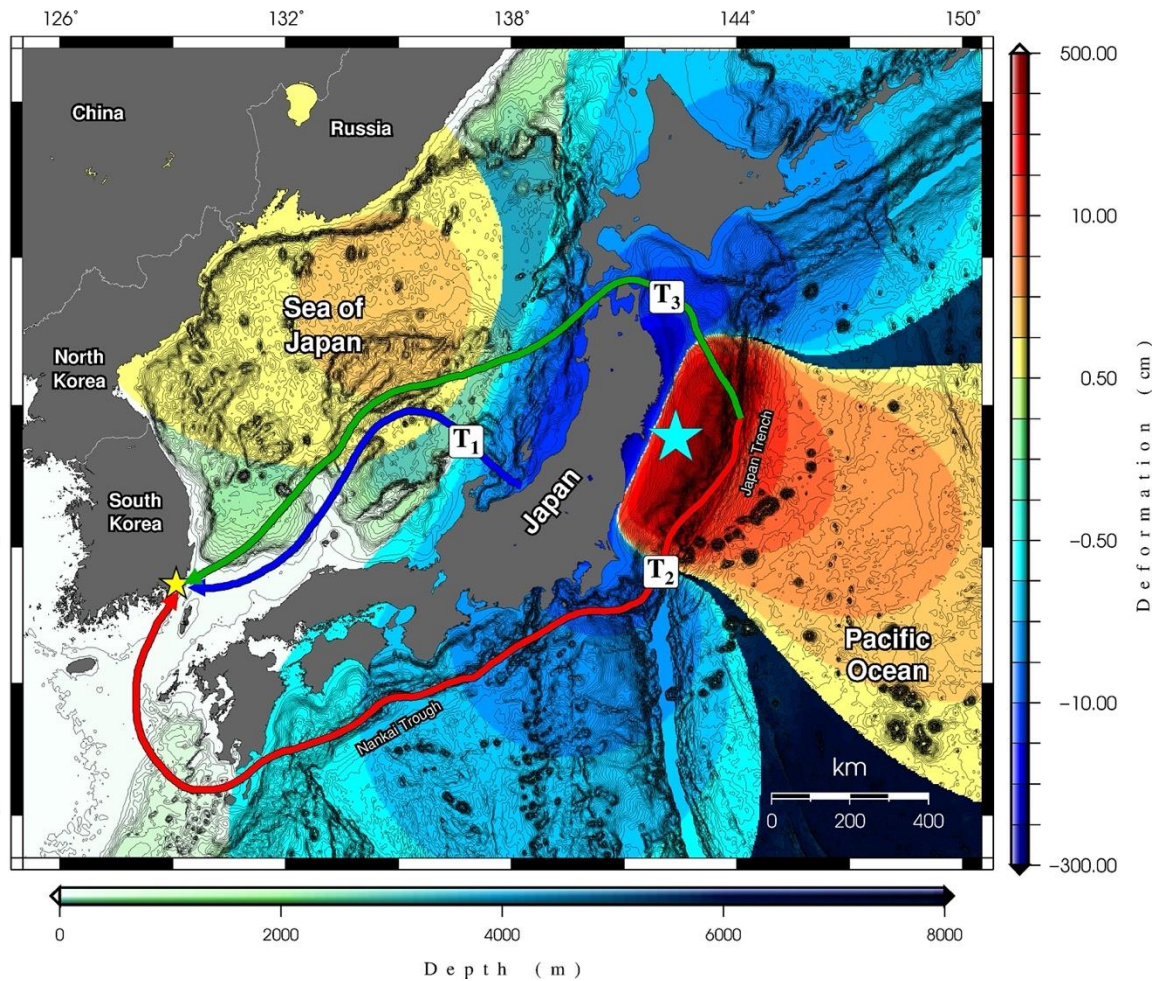 126°
132°
138°
144°
150°
China
Russia
Sea of
Japan
North
Korea
South
Korea
T₁
T₃
T₂
Japan
Japan Trench
Nankai Trough
Pacific
Ocean
km
0 200 400
500.00
10.00
0.50
−0.50
−10.00
−300.00
Deformation (cm)
0 2000 4000 6000 8000
Depth (m)